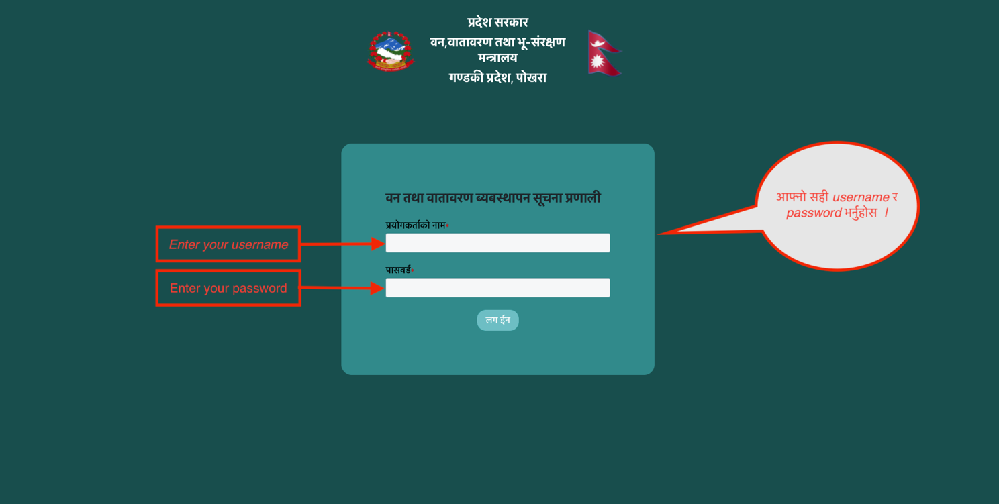 प्रदेश सरकार
वन,वातावरण तथा भू-संरक्षण
मन्त्रालय
गण्डकी प्रदेश, पोखरा
वन तथा वातावरण ब्यबस्थापन सूचना प्रणाली
प्रयोगकर्ताको नाम*
Enter your username
पासवर्ड*
Enter your password
लग ईन
आफ्नो सही username र
password भर्नुहोस ।